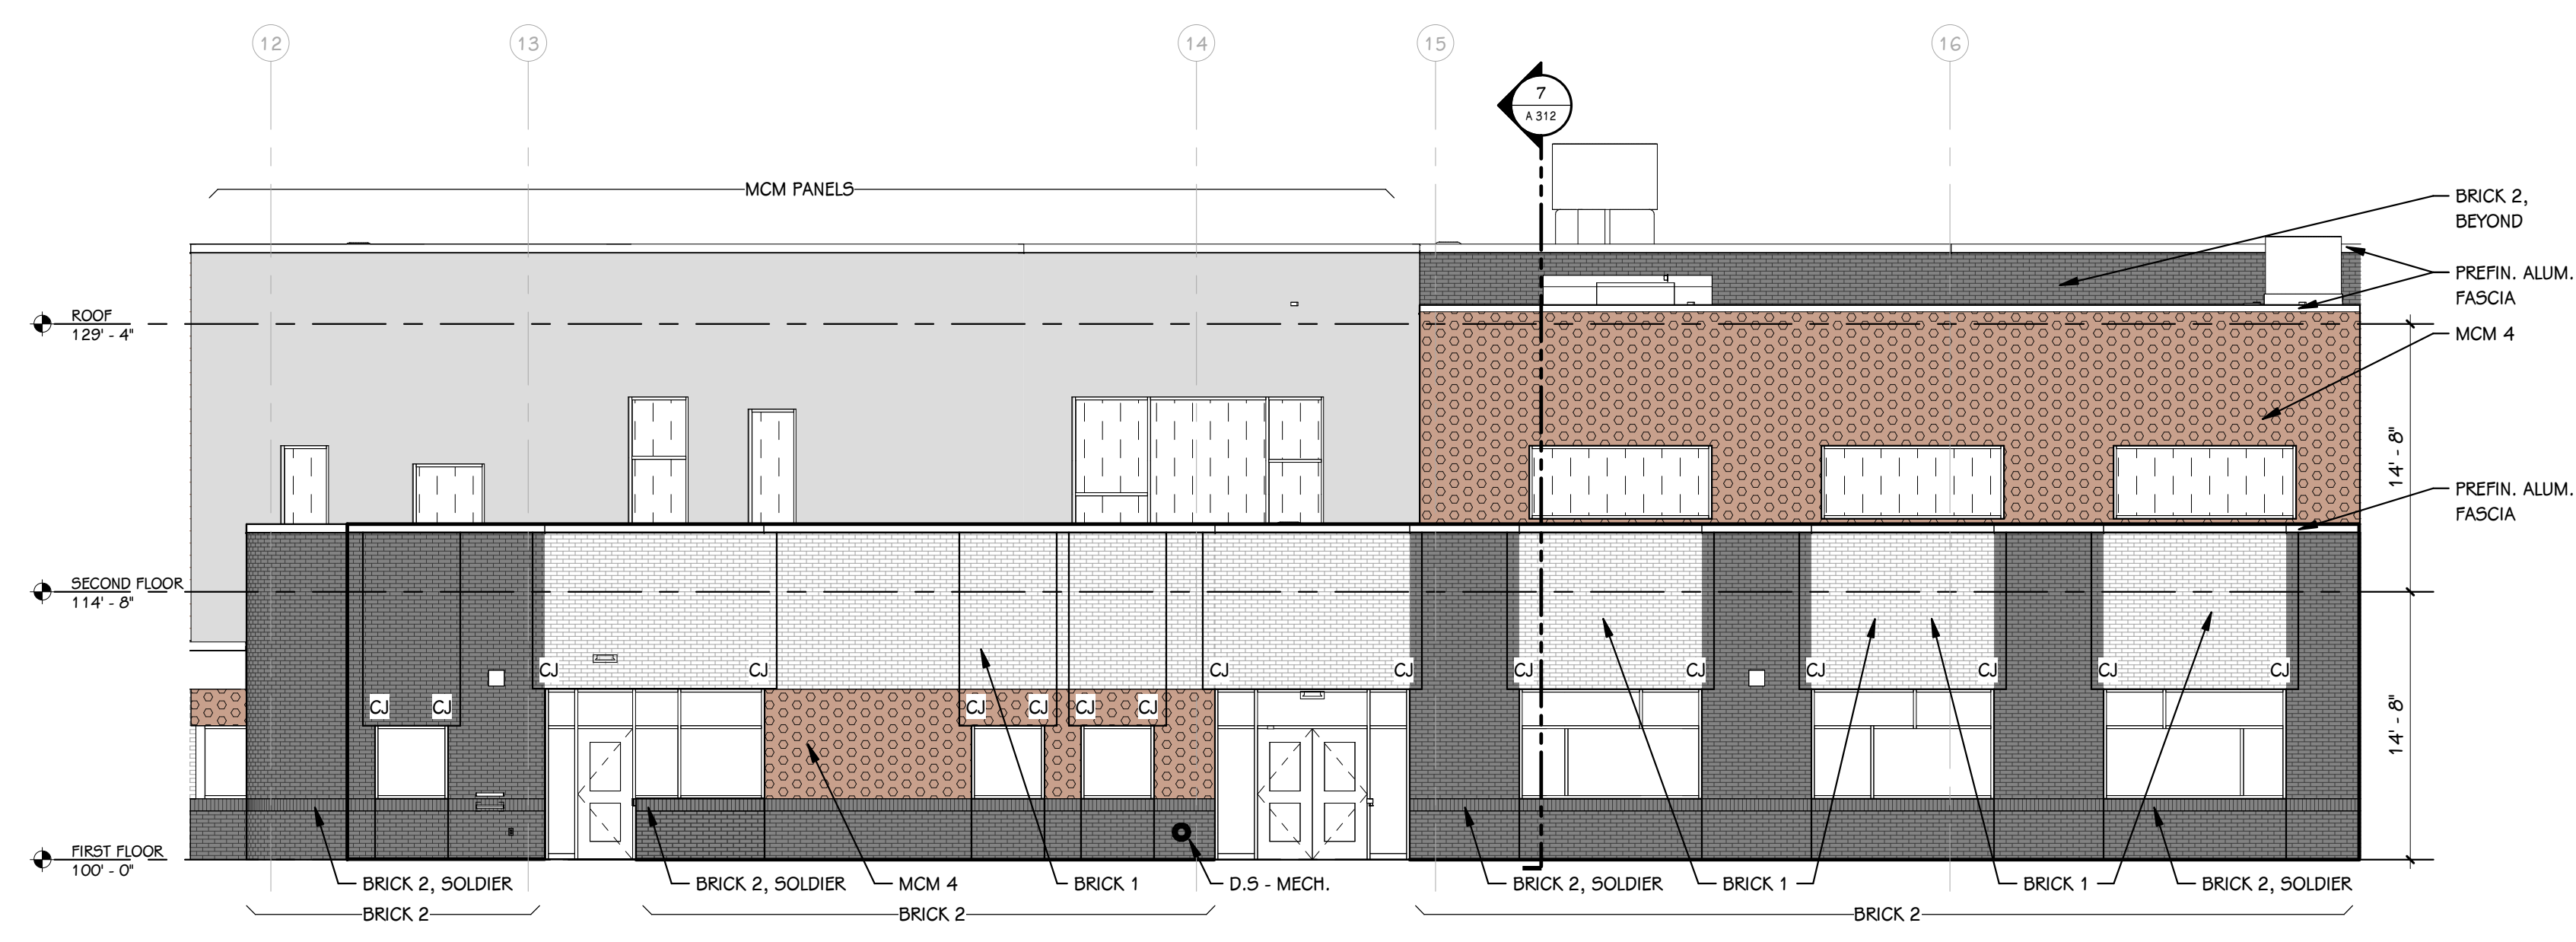 12
13
14
15
16
7
A 312
MCM PANELS
BRICK 2,
BEYOND
PREFIN. ALUM.
FASCIA
ROOF
129' - 4"
MCM 4
14' - 8"
PREFIN. ALUM.
FASCIA
SECOND FLOOR
114' - 8"
CJ CJ CJ CJ CJ CJ CJ CJ CJ CJ
CJ CJ CJ CJ CJ CJ
14' - 8"
FIRST FLOOR
100' - 0"
BRICK 2, SOLDIER
BRICK 2, SOLDIER
MCM 4
BRICK 1
D.S - MECH.
BRICK 2, SOLDIER
BRICK 1
BRICK 1
BRICK 2, SOLDIER
BRICK 2
BRICK 2
BRICK 2